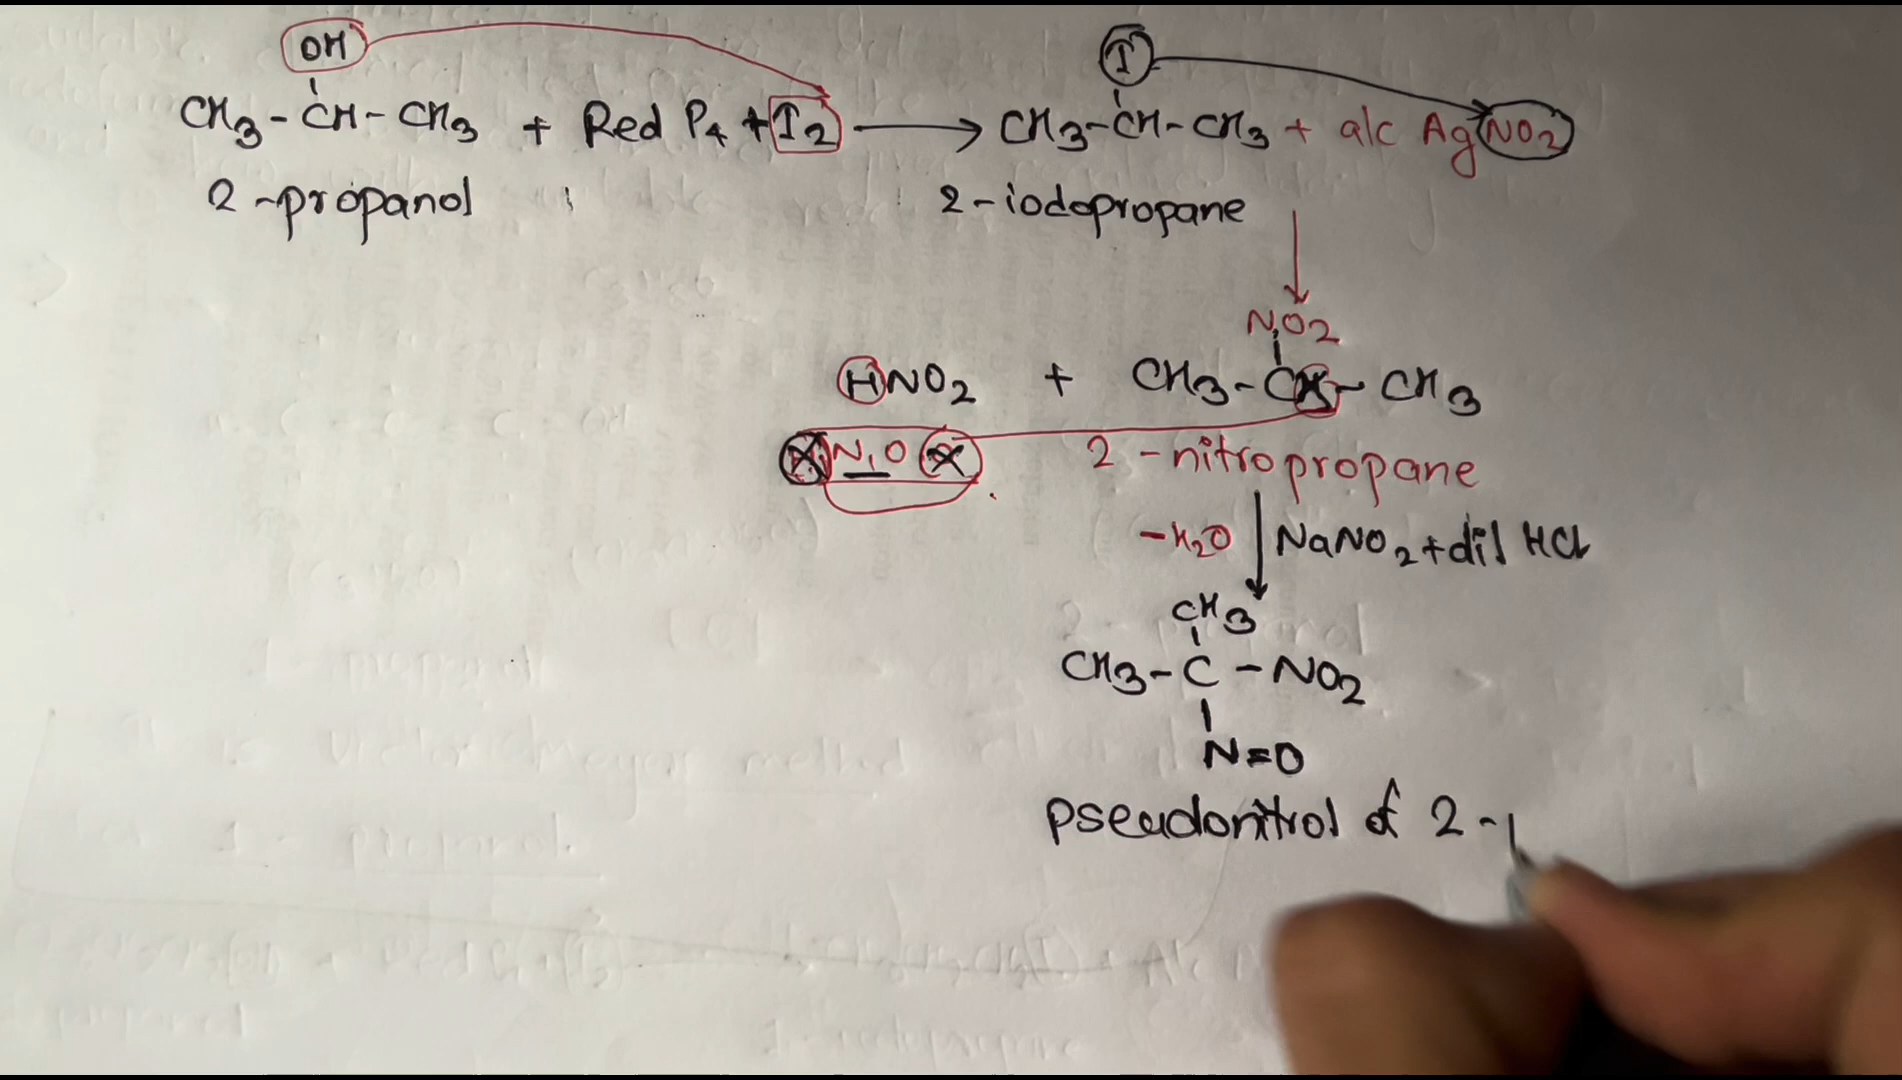 OH I
CH3-CH-CH3 + Red P4 + I2 → CH3-CH-CH3 + alc AgNO2
2-propanol 2-iodopropane
NO2
HNO2 + CH3-CH-CH3
HNOO 2-nitropropane
-H2O NaNO2+dil HCl
CH3
CH3-C-NO2
N=O
pseudonitrol of 2-